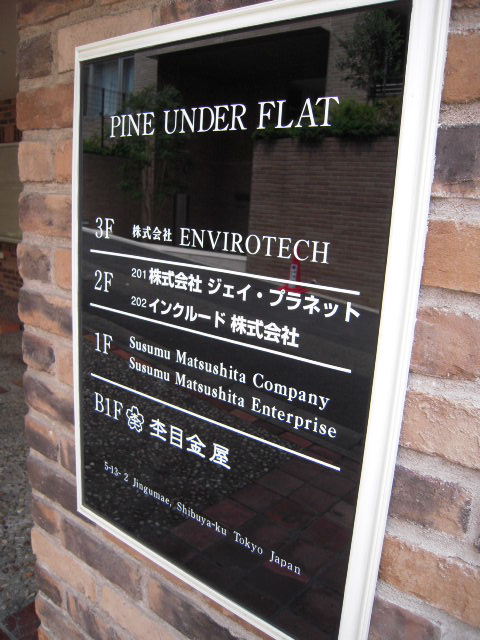 PINE UNDER FLAT
3F 株式会社 ENVIROTECH
2F 201 株式会社 ジェイ・プラネット
202 インクルード 株式会社
1F Susumu Matsushita Company
Susumu Matsushita Enterprise
B1F 杢目金屋
5-13-2 Jingumae, Shibuya-ku Tokyo Japan